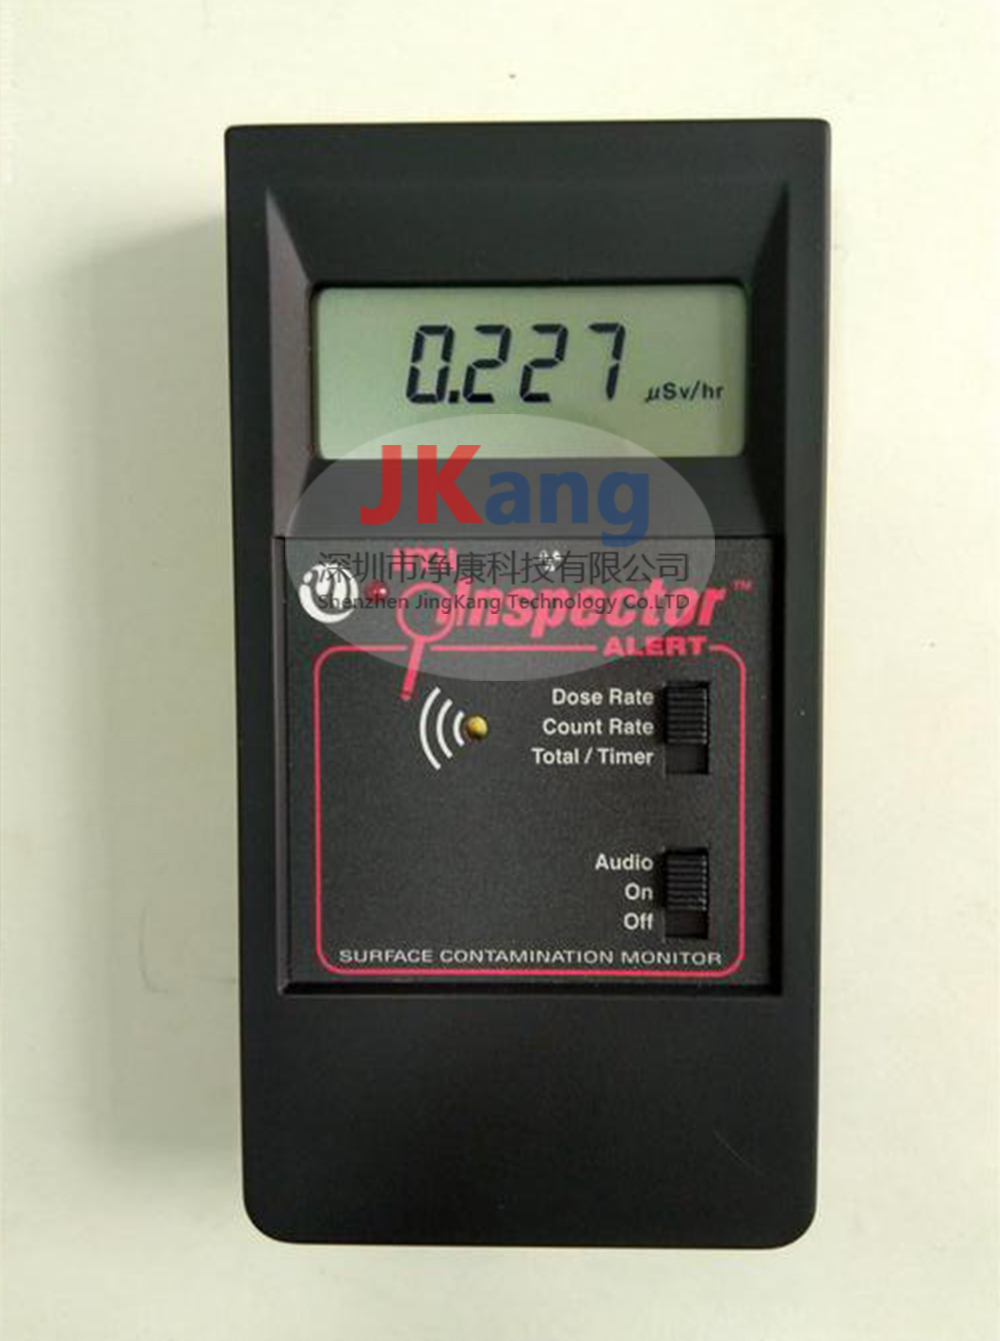 0.227
µSv/hr
JKang
深圳市净康科技有限公司
Shenzhen JingKang Technology Co.LTD
Inspector™
ALERT
Dose Rate
Count Rate
Total / Timer
Audio
On
Off
SURFACE CONTAMINATION MONITOR